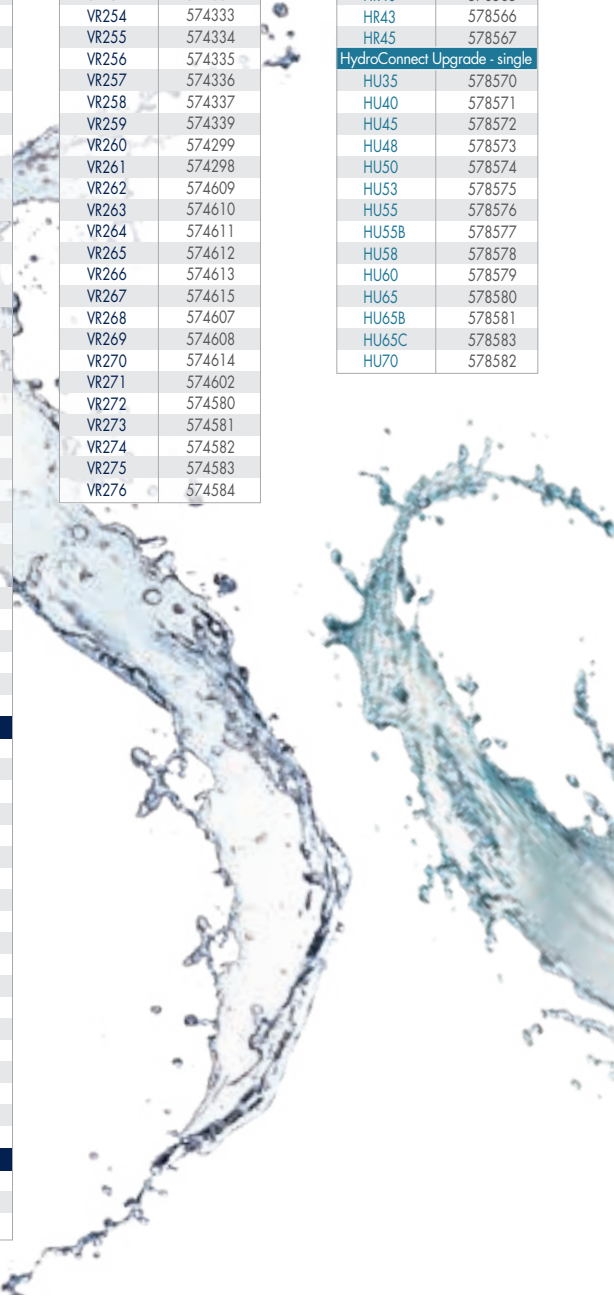 VR254 574333
VR255 574334
VR256 574335
VR257 574336
VR258 574337
VR259 574339
VR260 574299
VR261 574298
VR262 574609
VR263 574610
VR264 574611
VR265 574612
VR266 574613
VR267 574615
VR268 574607
VR269 574608
VR270 574614
VR271 574602
VR272 574580
VR273 574581
VR274 574582
VR275 574583
VR276 574584
HR43 578566
HR45 578567
HydroConnect Upgrade - single
HU35 578570
HU40 578571
HU45 578572
HU48 578573
HU50 578574
HU53 578575
HU55 578576
HU55B 578577
HU58 578578
HU60 578579
HU65 578580
HU65B 578581
HU65C 578583
HU70 578582